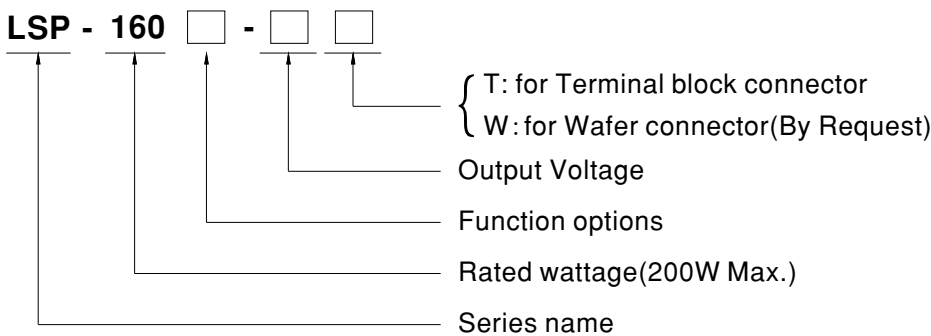 LSP - 160 □ - □ □
T: for Terminal block connector
W: for Wafer connector(By Request)
Output Voltage
Function options
Rated wattage(200W Max.)
Series name